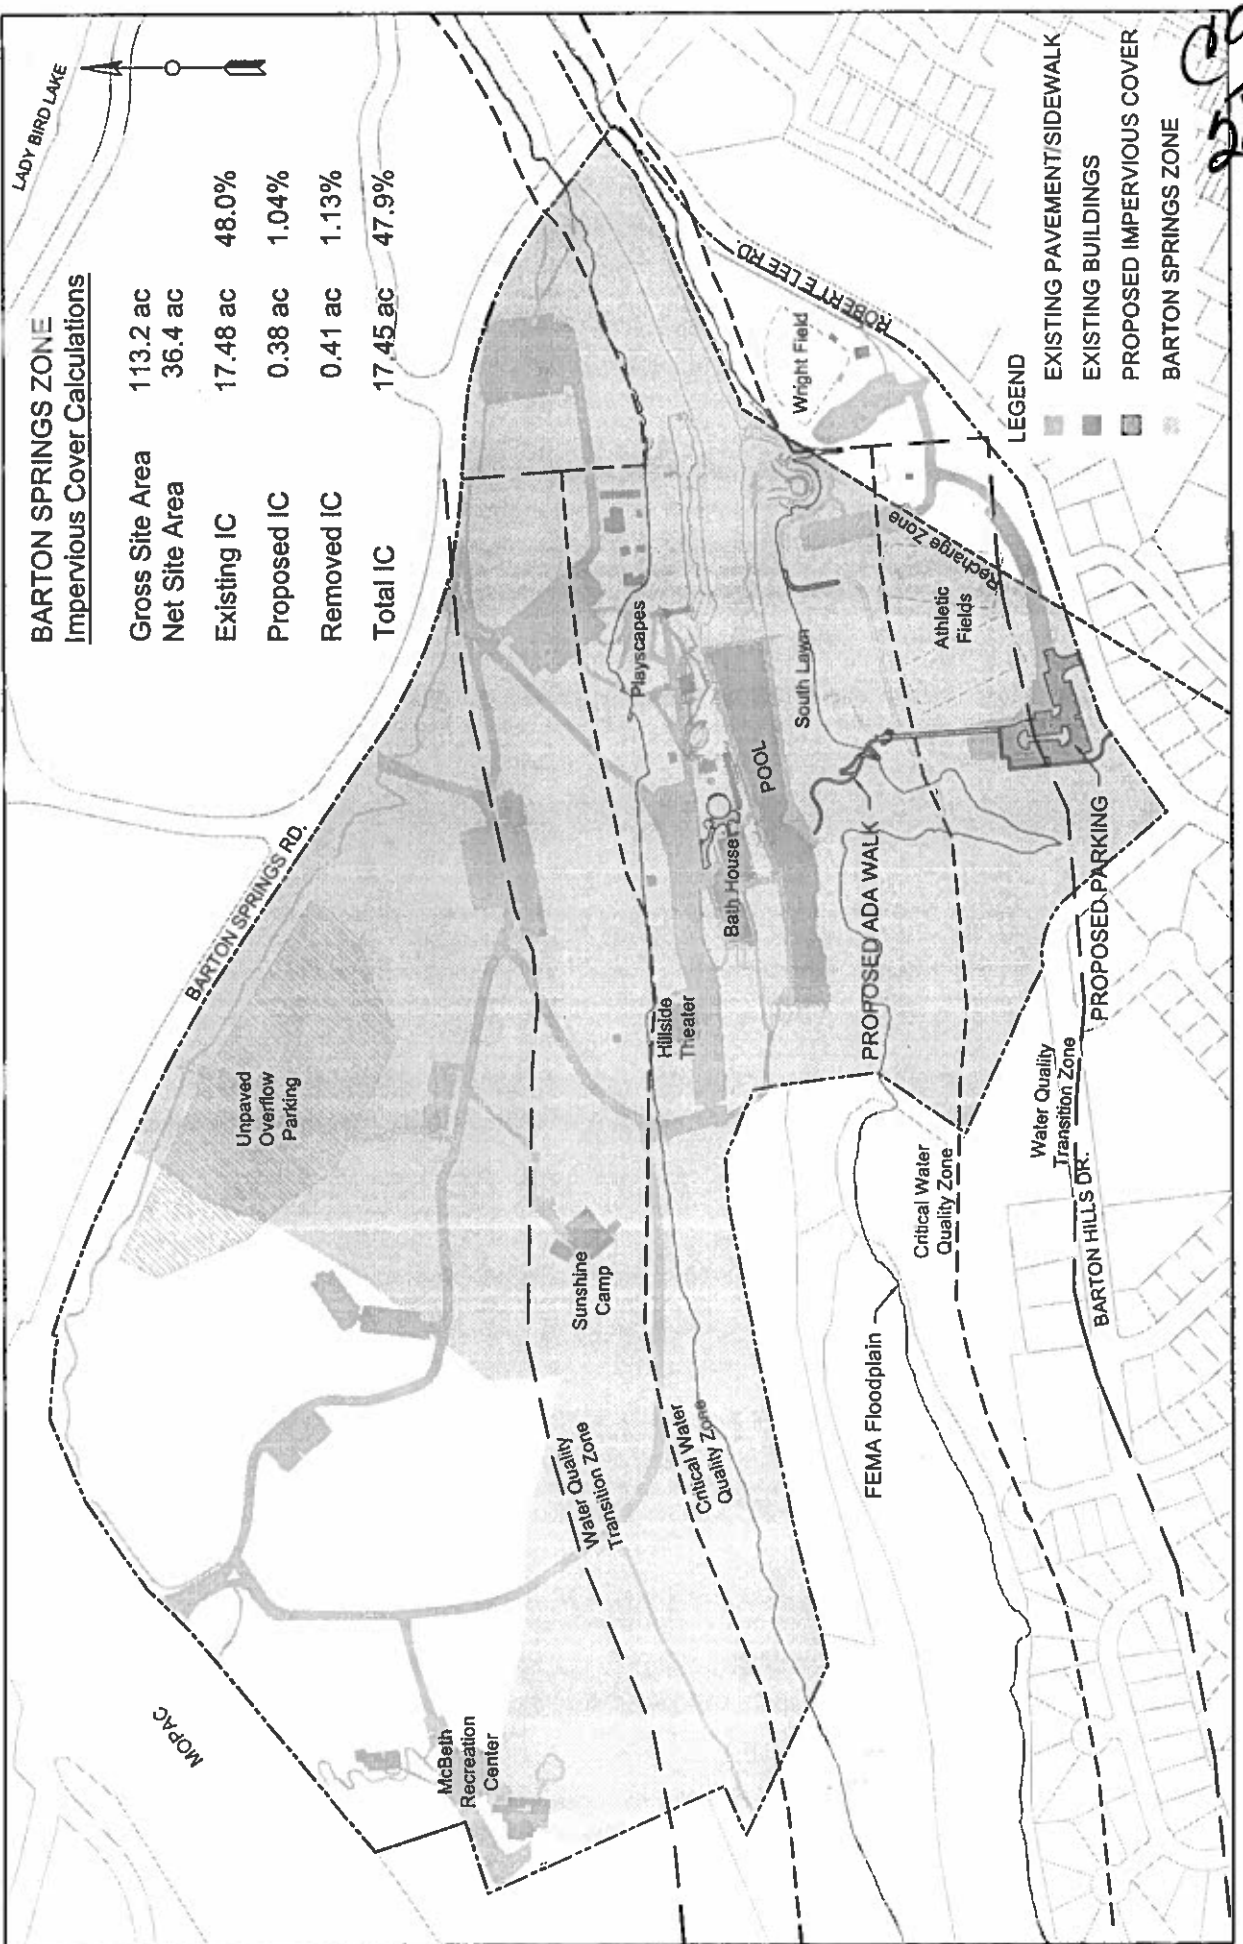 LADY BIRD LAKE
BARTON SPRINGS ZONE
Impervious Cover Calculations
Gross Site Area 113.2 ac
Net Site Area 36.4 ac
Existing IC 17.48 ac 48.0%
Proposed IC 0.38 ac 1.04%
Removed IC 0.41 ac 1.13%
Total IC 17.45 ac 47.9%
MOPAC
BARTON SPRINGS RD.
Unpaved
Overflow
Parking
McBeth
Recreation
Center
Sunshine
Camp
Water Quality
Transition Zone
Critical Water
Quality Zone
Hillside
Theater
Playscapes
Bath House
POOL
South Lawn
Wright Field
ROBERT E LEE RD.
Recharge Zone
Athletic
Fields
PROPOSED ADA WALK
FEMA Floodplain
Critical Water
Quality Zone
Water Quality
Transition Zone
BARTON HILLS DR.
PROPOSED PARKING
LEGEND
EXISTING PAVEMENT/SIDEWALK
EXISTING BUILDINGS
PROPOSED IMPERVIOUS COVER
BARTON SPRINGS ZONE